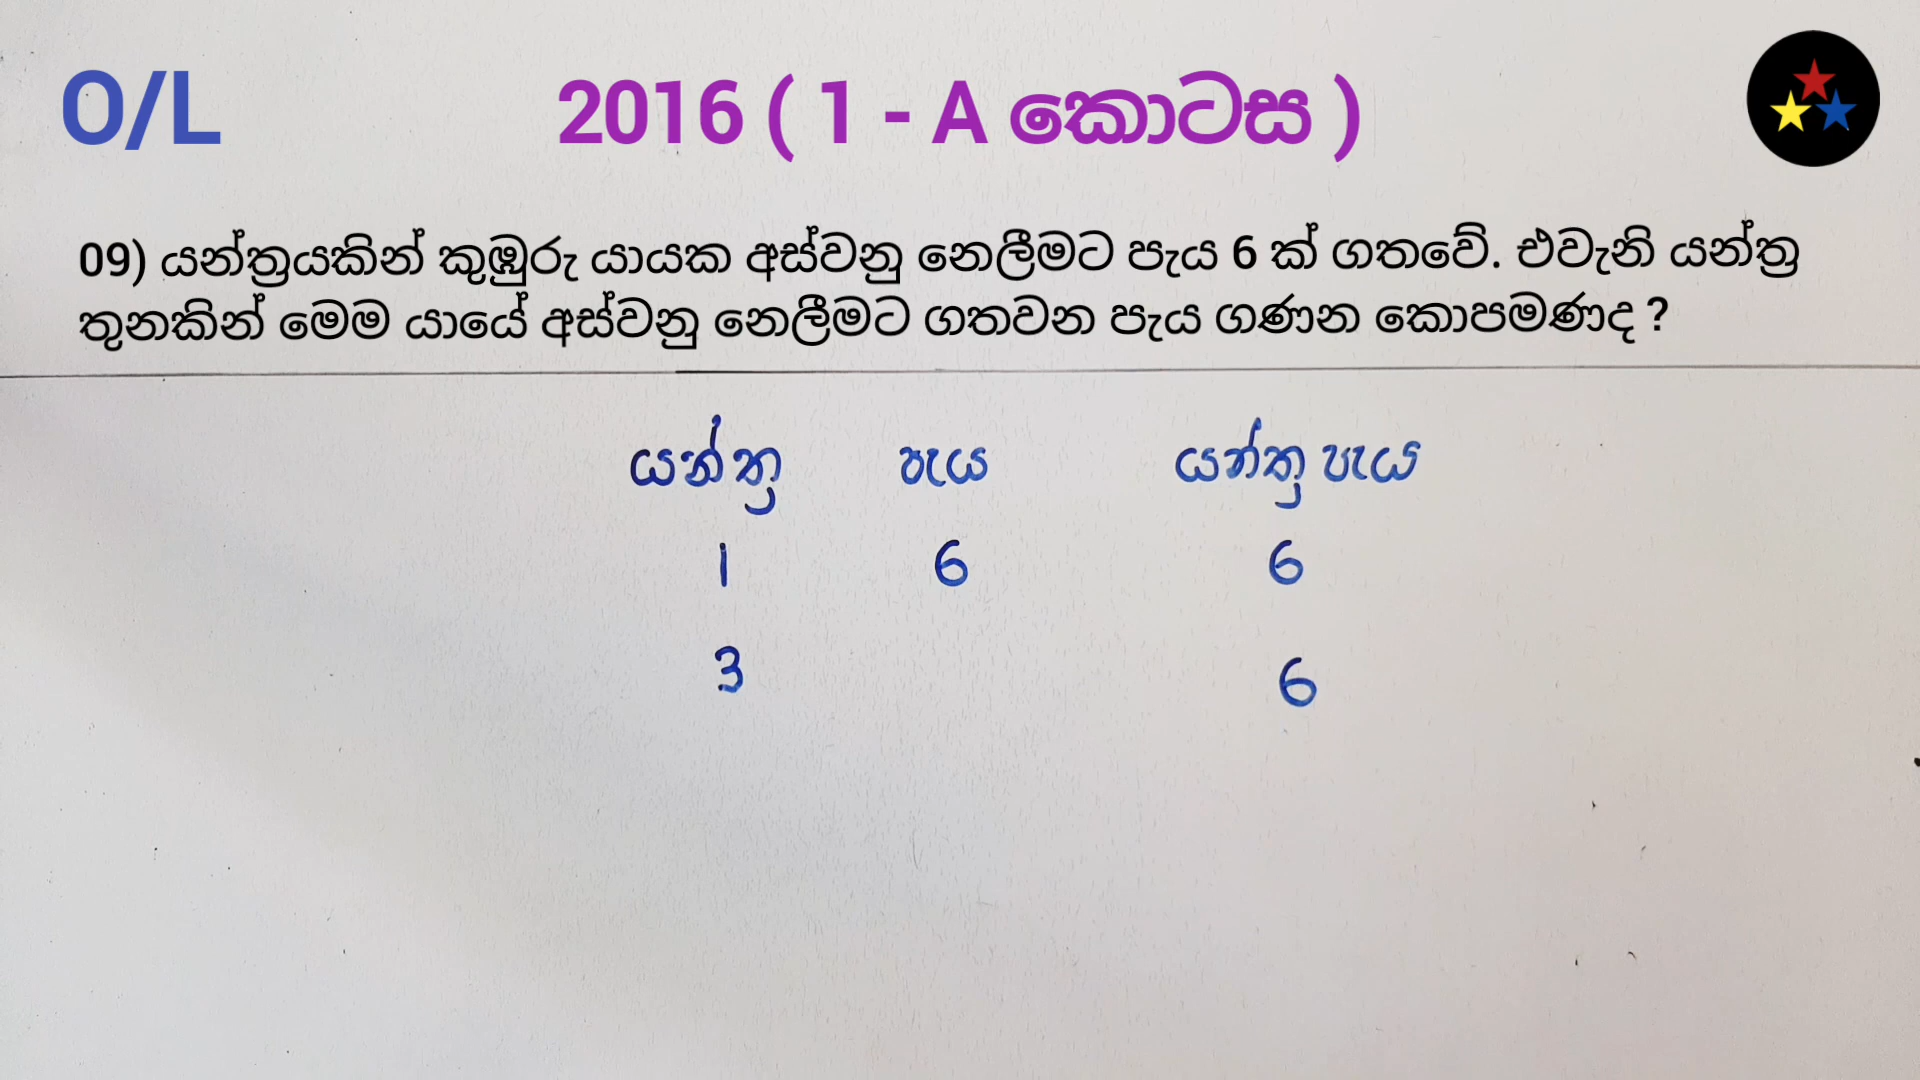 O/L 2016 ( 1 - A කොටස )
09) යන්ත්‍රයකින් කුඹුරු යායක අස්වනු නෙලීමට පැය 6 ක් ගතවේ. එවැනි යන්ත්‍ර
තුනකින් මෙම යායේ අස්වනු නෙලීමට ගතවන පැය ගණන කොපමණද ?
යන්ත්‍ර පැය යන්ත්‍ර පැය
1 6 6
3 6